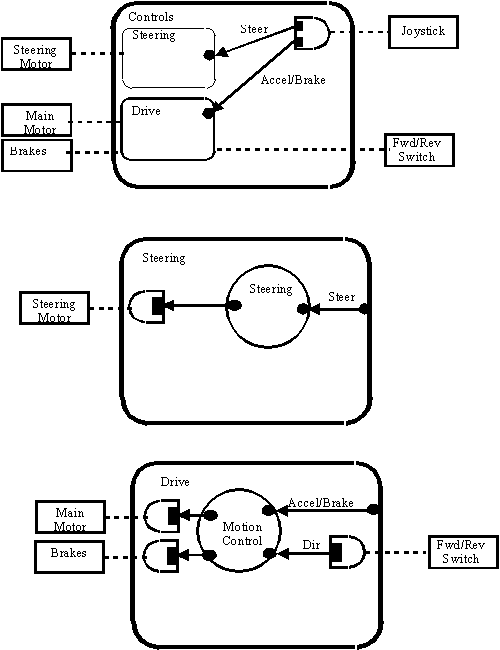 Controls
Steering
Steer
Joystick
Steering
Motor
Accel/Brake
Main
Motor
Drive
Brakes
Fwd/Rev
Switch
Steering
Steering
Steer
Steering
Motor
Drive
Main
Motor
Accel/Brake
Motion
Control
Brakes
Dir
Fwd/Rev
Switch